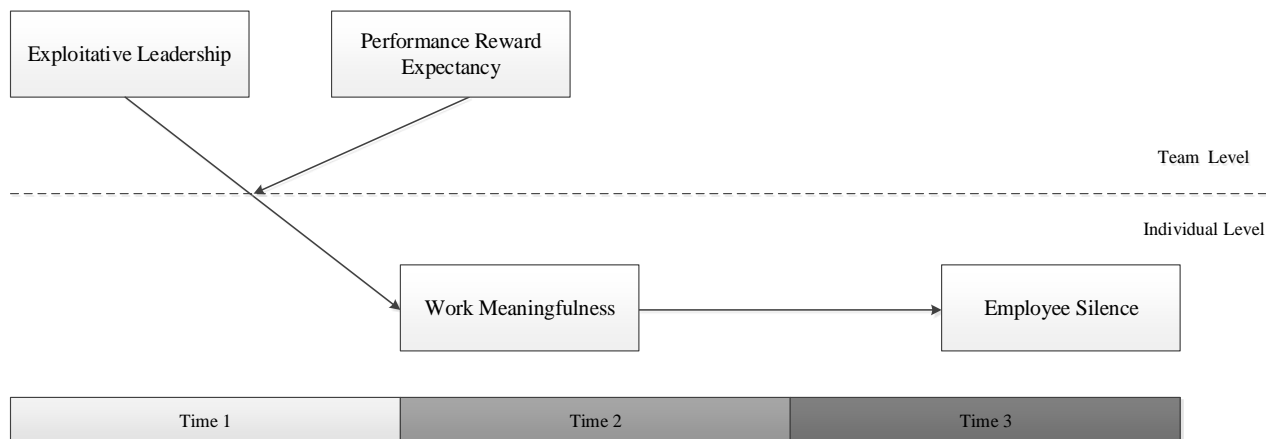 Exploitative Leadership
Performance Reward
Expectancy
Team Level
Individual Level
Work Meaningfulness
Employee Silence
Time 1
Time 2
Time 3